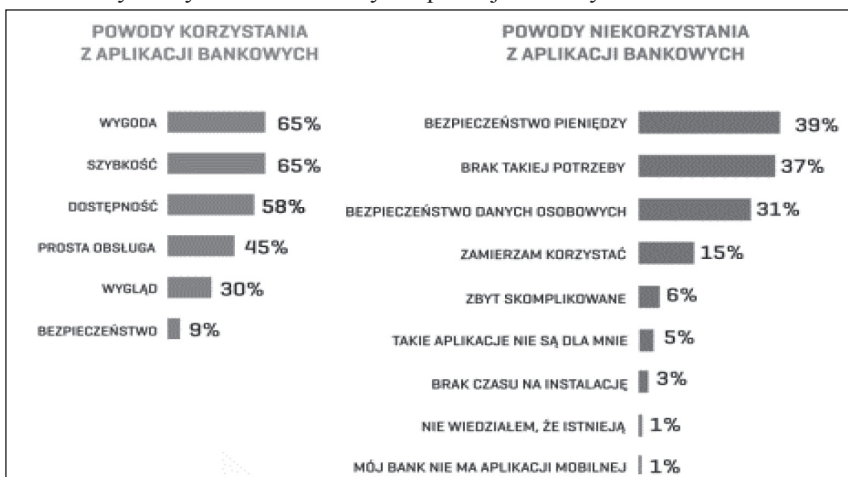 POWODY KORZYSTANIA
Z APLIKACJI BANKOWYCH
WYGODA 65%
SZYBKOŚĆ 65%
DOSTĘPNOŚĆ 58%
PROSTA OBSŁUGA 45%
WYGLĄD 30%
BEZPIECZEŃSTWO 9%
POWODY NIEKORZYSTANIA
Z APLIKACJI BANKOWYCH
BEZPIECZEŃSTWO PIENIĘDZY 39%
BRAK TAKIEJ POTRZEBY 37%
BEZPIECZEŃSTWO DANYCH OSOBOWYCH 31%
ZAMIERZAM KORZYSTAĆ 15%
ZBYT SKOMPLIKOWANE 6%
TAKIE APLIKACJE NIE SĄ DLA MNIE 5%
BRAK CZASU NA INSTALACJĘ 3%
NIE WIEDZIAŁEM, ŻE ISTNIEJĄ 1%
MÓJ BANK NIE MA APLIKACJI MOBILNEJ 1%